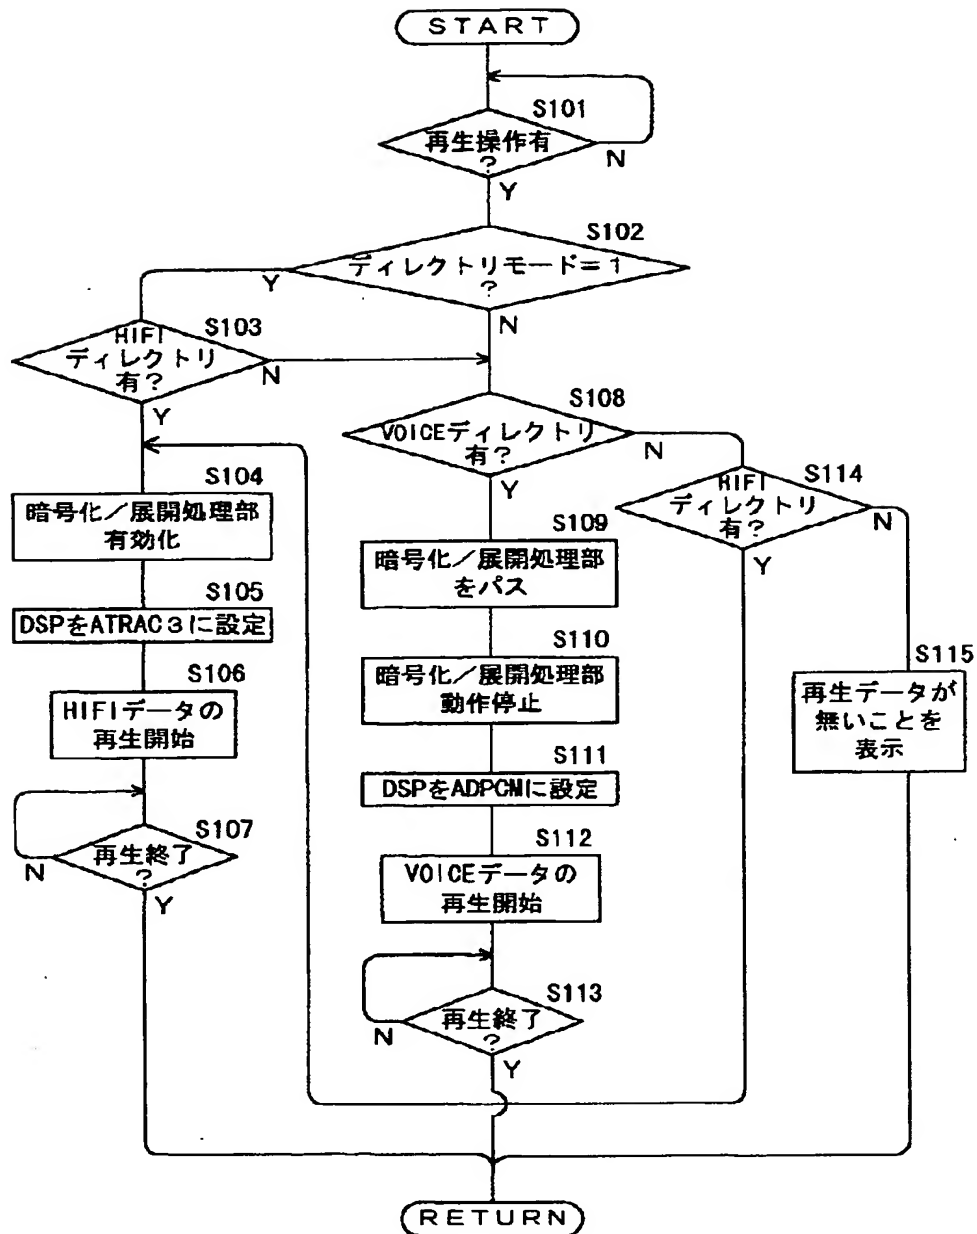 START
S101
再生操作有
?
N
Y
S102
ディレクトリモード=1
?
Y
N
S103
HIFI
ディレクトリ
有?
N
Y
S108
VOICEディレクトリ
有?
N
Y
S104
暗号化/展開処理部
有効化
S114
HIFI
ディレクトリ
有?
N
Y
S109
暗号化/展開処理部
をパス
S105
DSPをATRAC3に設定
S110
暗号化/展開処理部
動作停止
S106
HIFIデータの
再生開始
S115
再生データが
無いことを
表示
S111
DSPをADPCMに設定
S107
再生終了
?
N
Y
S112
VOICEデータの
再生開始
S113
再生終了
?
N
Y
RETURN